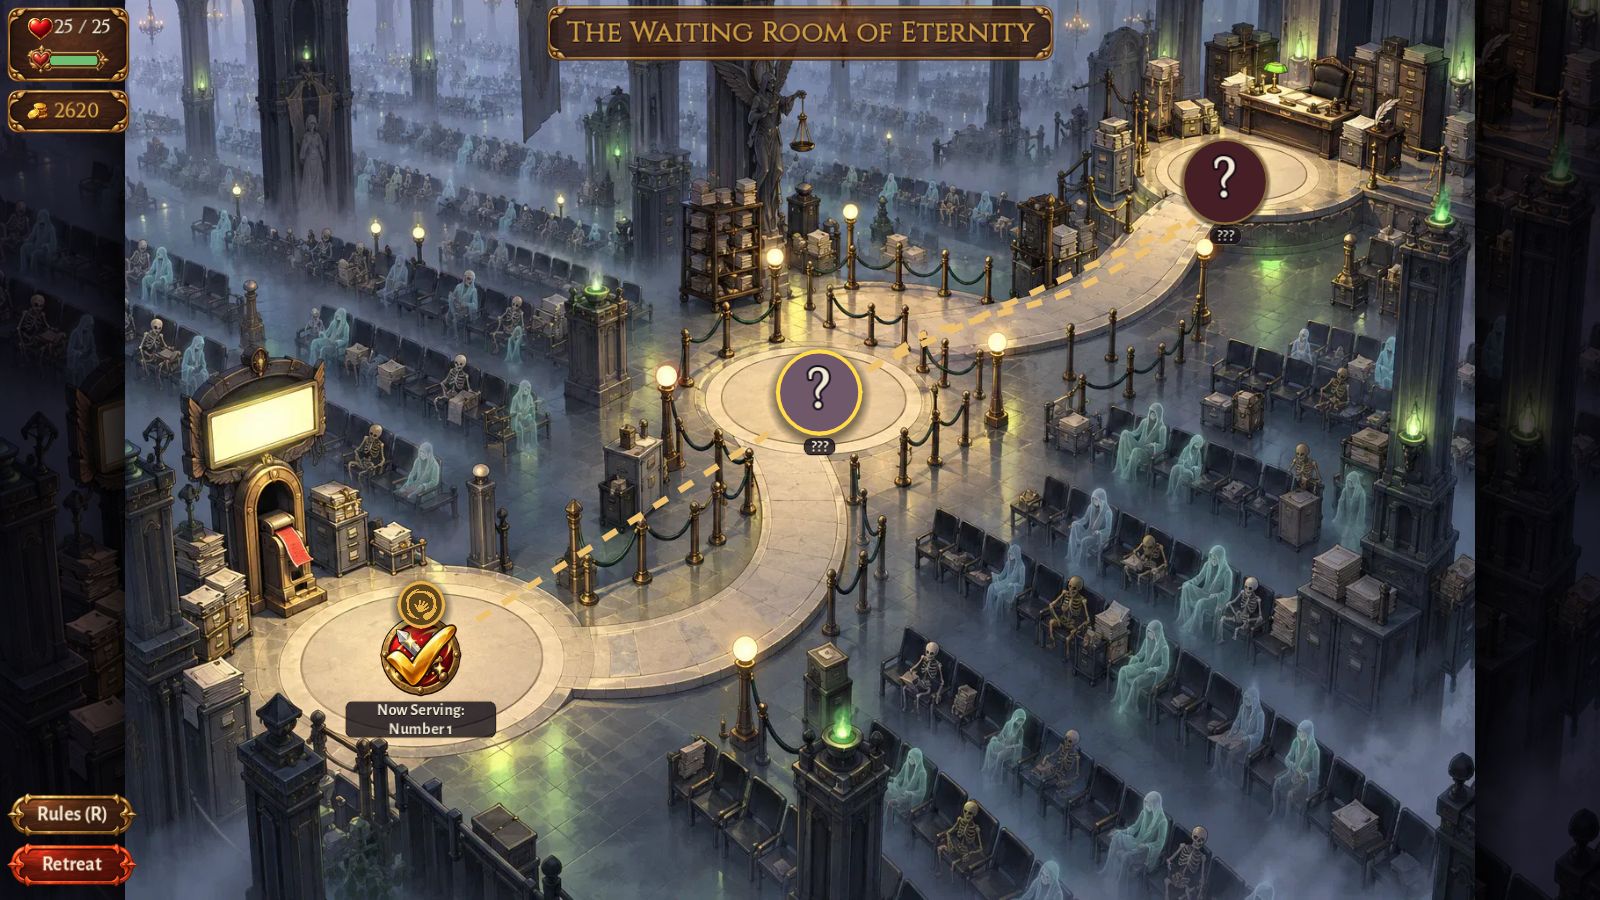 25 / 25
THE WAITING ROOM OF ETERNITY
2620
?
???
?
???
Now Serving:
Number 1
Rules (R)
Retreat